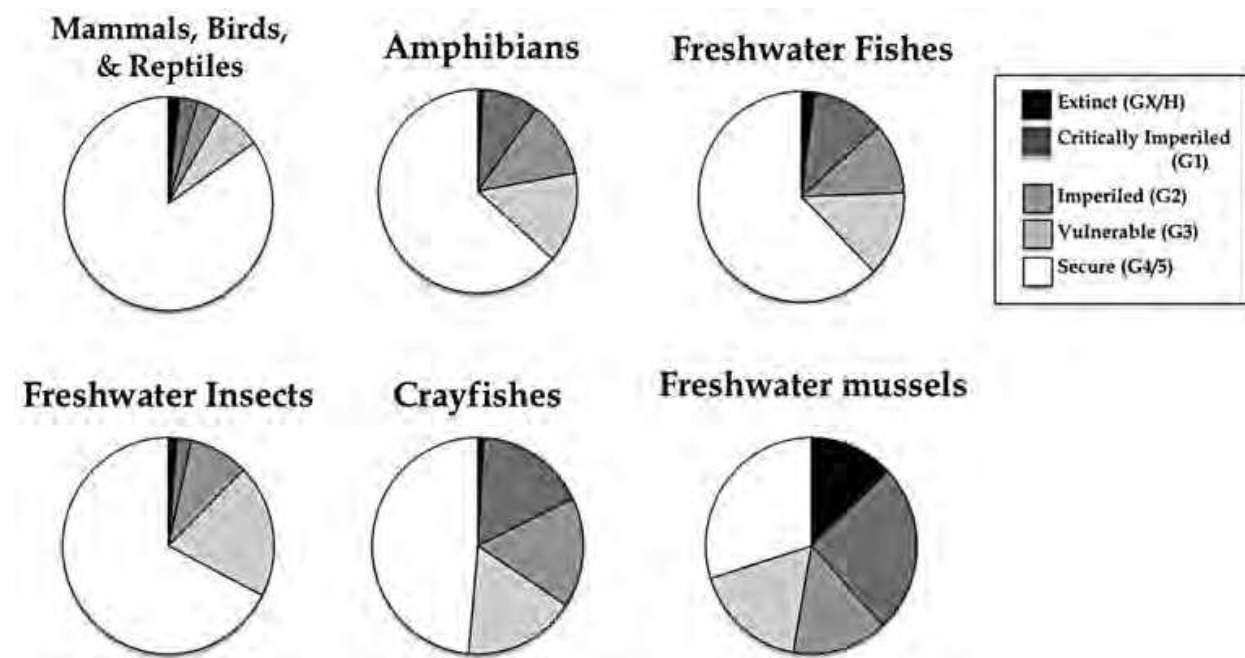 Mammals, Birds,
& Reptiles
Amphibians
Freshwater Fishes
Extinct (GX/H)
Critically Imperiled
(G1)
Imperiled (G2)
Vulnerable (G3)
Secure (G4/5)
Freshwater Insects
Crayfishes
Freshwater mussels